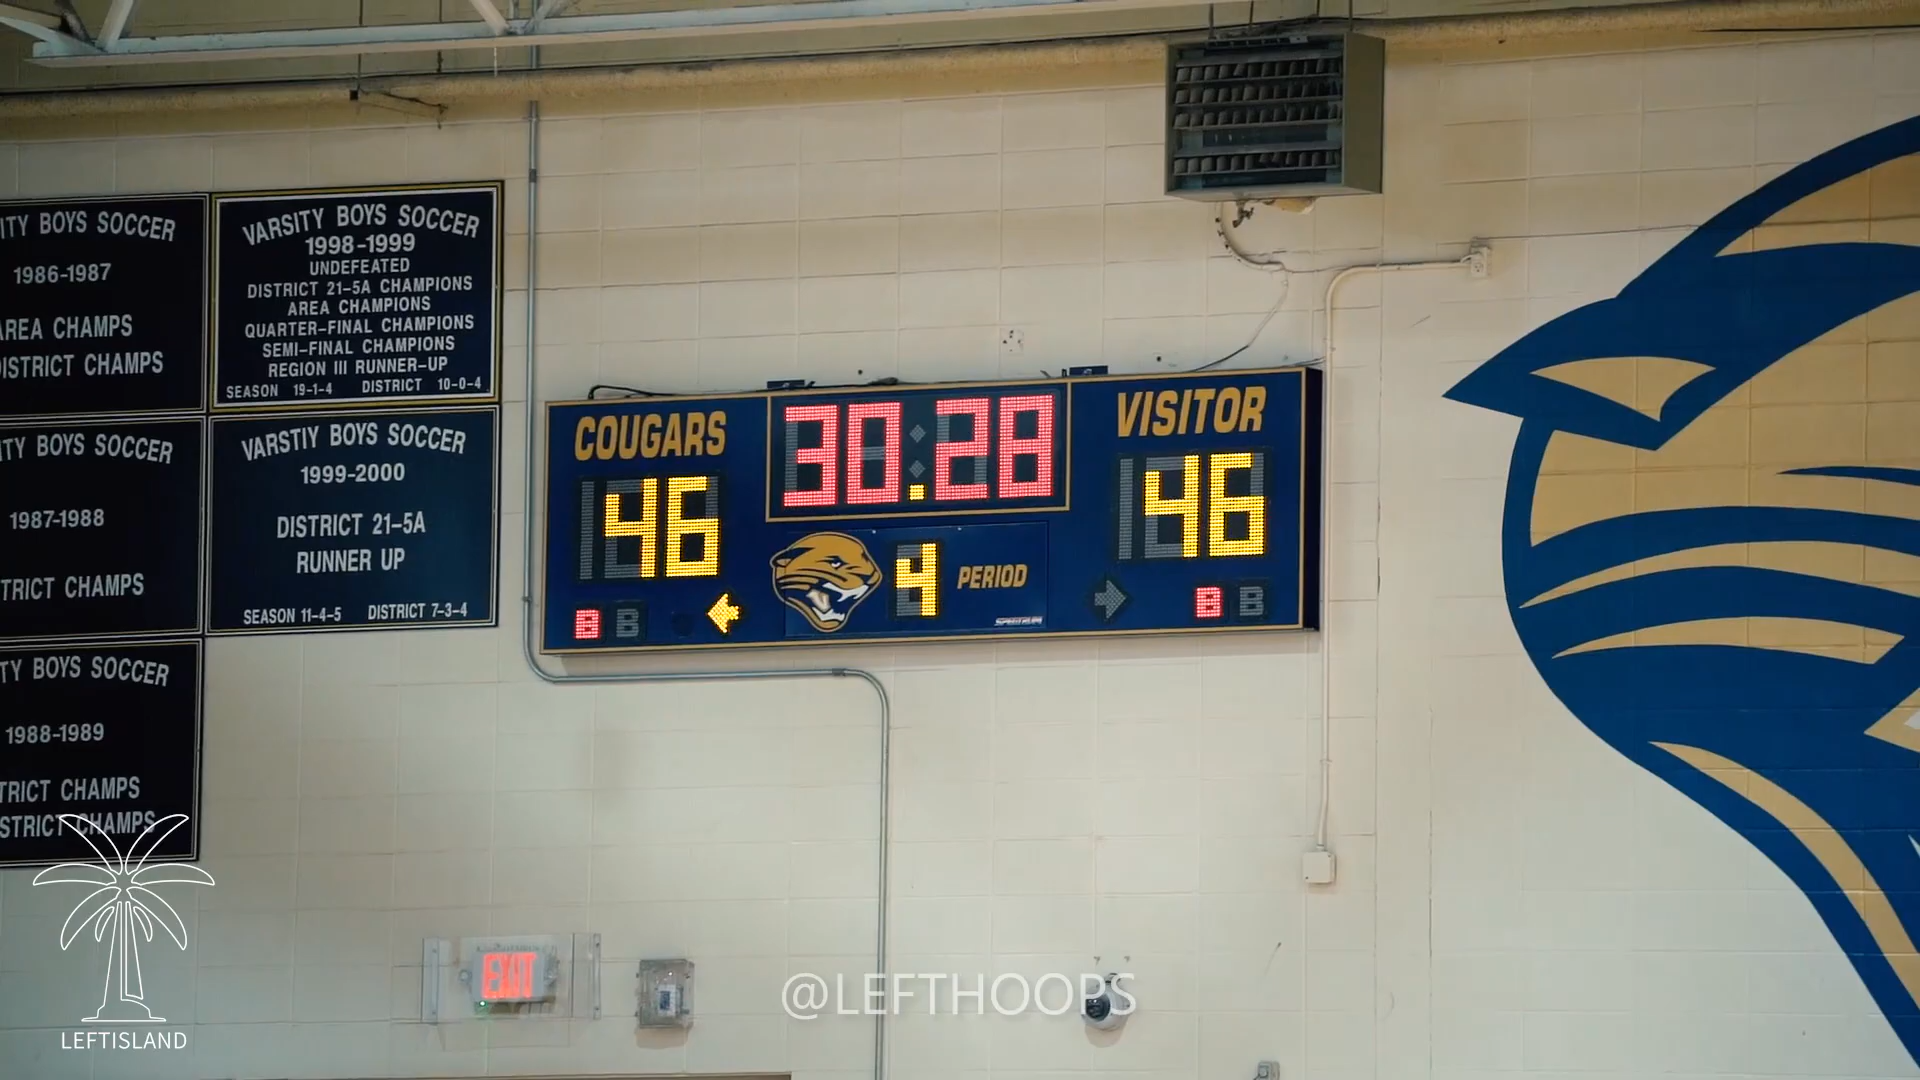 ITY BOYS SOCCER
1986-1987
AREA CHAMPS
DISTRICT CHAMPS
VARSITY BOYS SOCCER
1998-1999
UNDEFEATED
DISTRICT 21-5A CHAMPIONS
AREA CHAMPIONS
QUARTER-FINAL CHAMPIONS
SEMI-FINAL CHAMPIONS
REGION III RUNNER-UP
SEASON 19-1-4 DISTRICT 10-0-4
ITY BOYS SOCCER
1987-1988
TRICT CHAMPS
VARSTIY BOYS SOCCER
1999-2000
DISTRICT 21-5A
RUNNER UP
SEASON 11-4-5 DISTRICT 7-3-4
TY BOYS SOCCER
1988-1989
TRICT CHAMPS
STRICT CHAMPS
COUGARS
30:28
VISITOR
46
46
4 PERIOD
8 B
8 B
SPECTRUM
EXIT
LEFTISLAND
@LEFTHOOPS